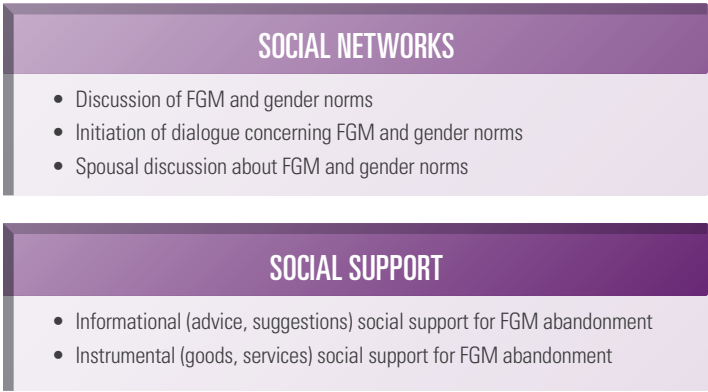 SOCIAL NETWORKS
• Discussion of FGM and gender norms
• Initiation of dialogue concerning FGM and gender norms
• Spousal discussion about FGM and gender norms
SOCIAL SUPPORT
• Informational (advice, suggestions) social support for FGM abandonment
• Instrumental (goods, services) social support for FGM abandonment